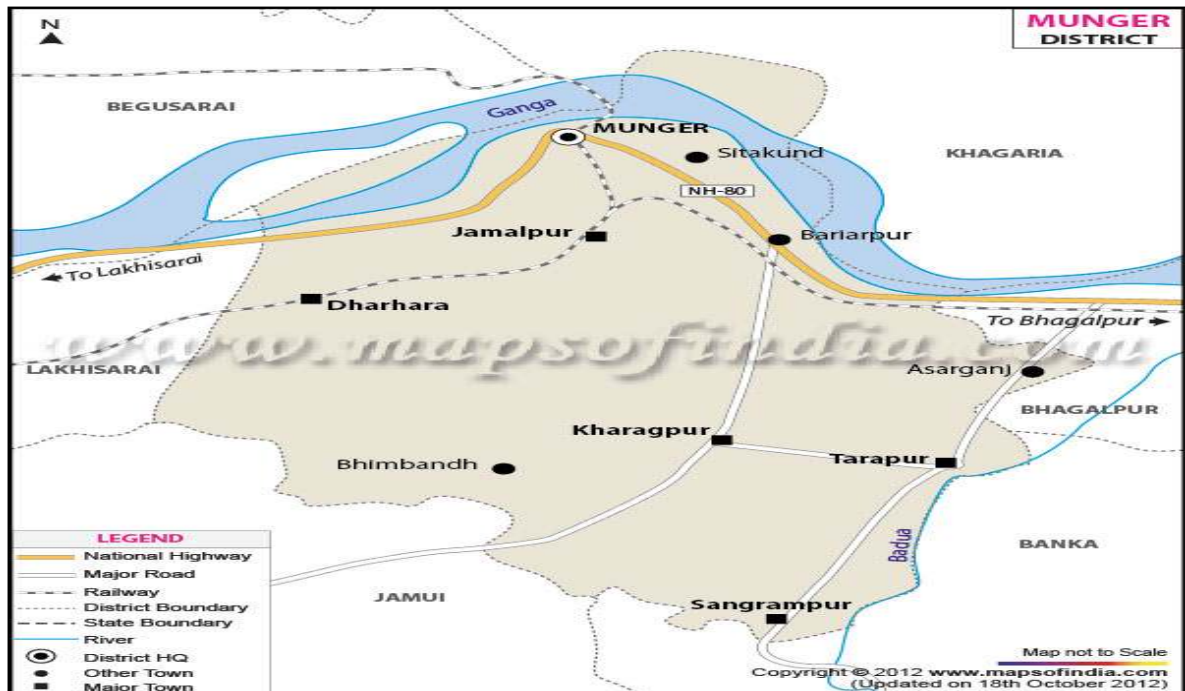 N
MUNGER
DISTRICT
BEGUSARAI
Ganga
MUNGER
Sitakund
KHAGARIA
NH-80
Jamalpur
Bariarpur
To Lakhisarai
Dharhara
To Bhagalpur
www.mapsofindia.com
LAKHISARAI
Asarganj
BHAGALPUR
Kharagpur
Bhimbandh
Tarapur
Badua
BANKA
JAMUI
Sangrampur
LEGEND
National Highway
Major Road
Railway
District Boundary
State Boundary
River
District HQ
Other Town
Major Town
Map not to Scale
Copyright © 2012 www.mapsofindia.com
(Updated on 18th October 2012)